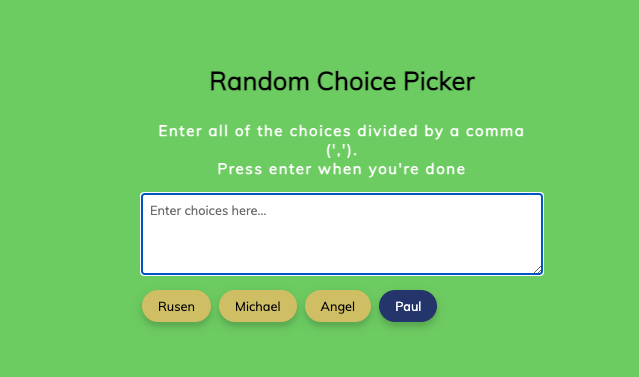 Random Choice Picker
Enter all of the choices divided by a comma
(',').
Press enter when you're done
Enter choices here...
Rusen Michael Angel Paul